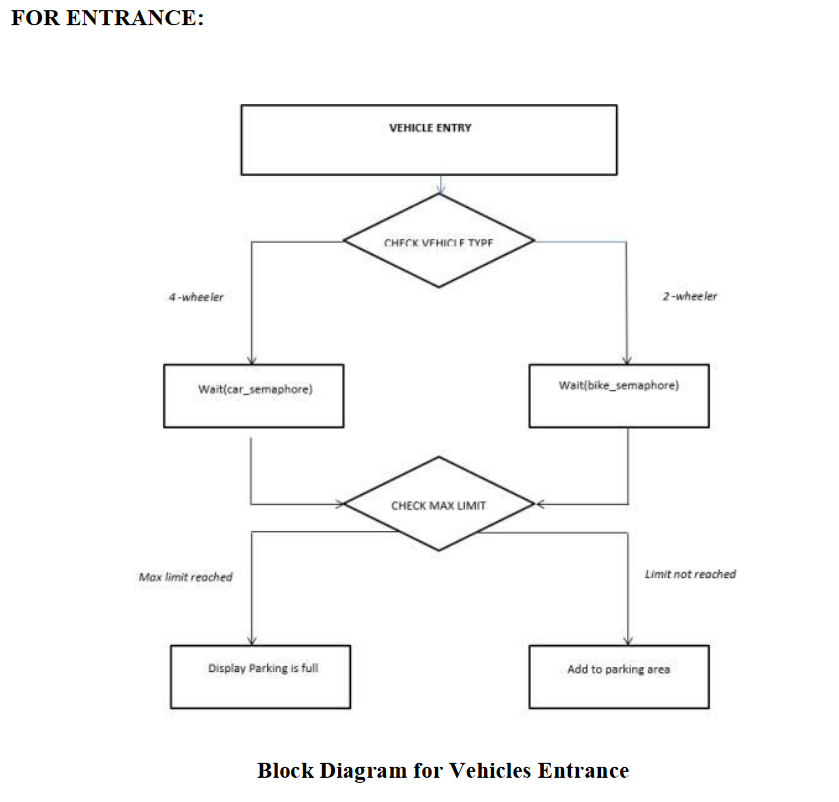 FOR ENTRANCE:
VEHICLE ENTRY
CHECK VEHICLE TYPE
4-wheeler
2-wheeler
Wait(car_semaphore)
Wait(bike_semaphore)
CHECK MAX LIMIT
Max limit reached
Limit not reached
Display Parking is full
Add to parking area
Block Diagram for Vehicles Entrance